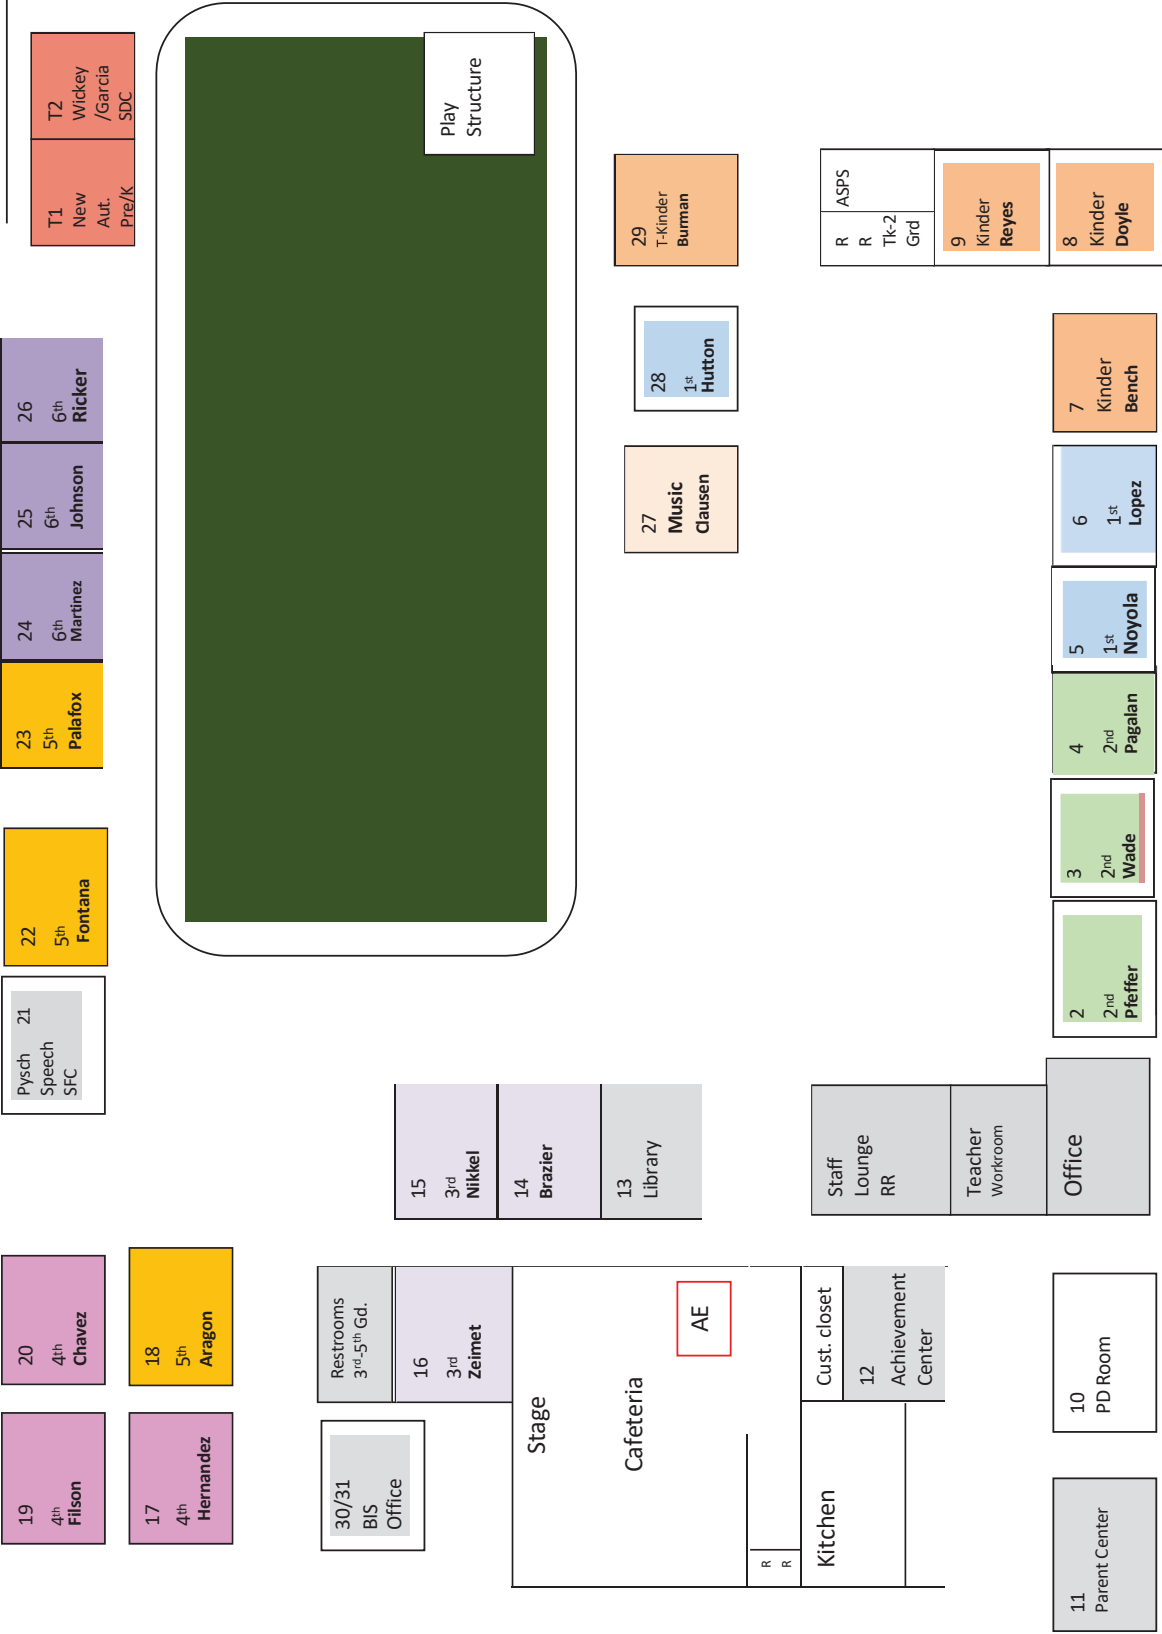 T2
Wickey
/Garcia
SDC
T1
New
Aut.
Pre/K
Play
Structure
26
6th
Ricker
25
6th
Johnson
24
6th
Martinez
23
5th
Palafox
22
5th
Fontana
Pysch 21
Speech
SFC
29
T-Kinder
Burman
28
1st
Hutton
27
Music
Clausen
ASPS
R
R
Tk-2
Grd
9
Kinder
Reyes
8
Kinder
Doyle
7
Kinder
Bench
6
1st
Lopez
5
1st
Noyola
4
2nd
Pagalan
3
2nd
Wade
2
2nd
Pfeffer
15
3rd
Nikkel
14
Brazier
13
Library
Staff
Lounge
RR
Teacher
Workroom
Office
20
4th
Chavez
18
5th
Aragon
19
4th
Filson
17
4th
Hernandez
Restrooms
3rd-5th Gd.
16
3rd
Zeimet
30/31
BIS
Office
Stage
Cafeteria
AE
R
R
Kitchen
Cust. closet
12
Achievement
Center
10
PD Room
11
Parent Center